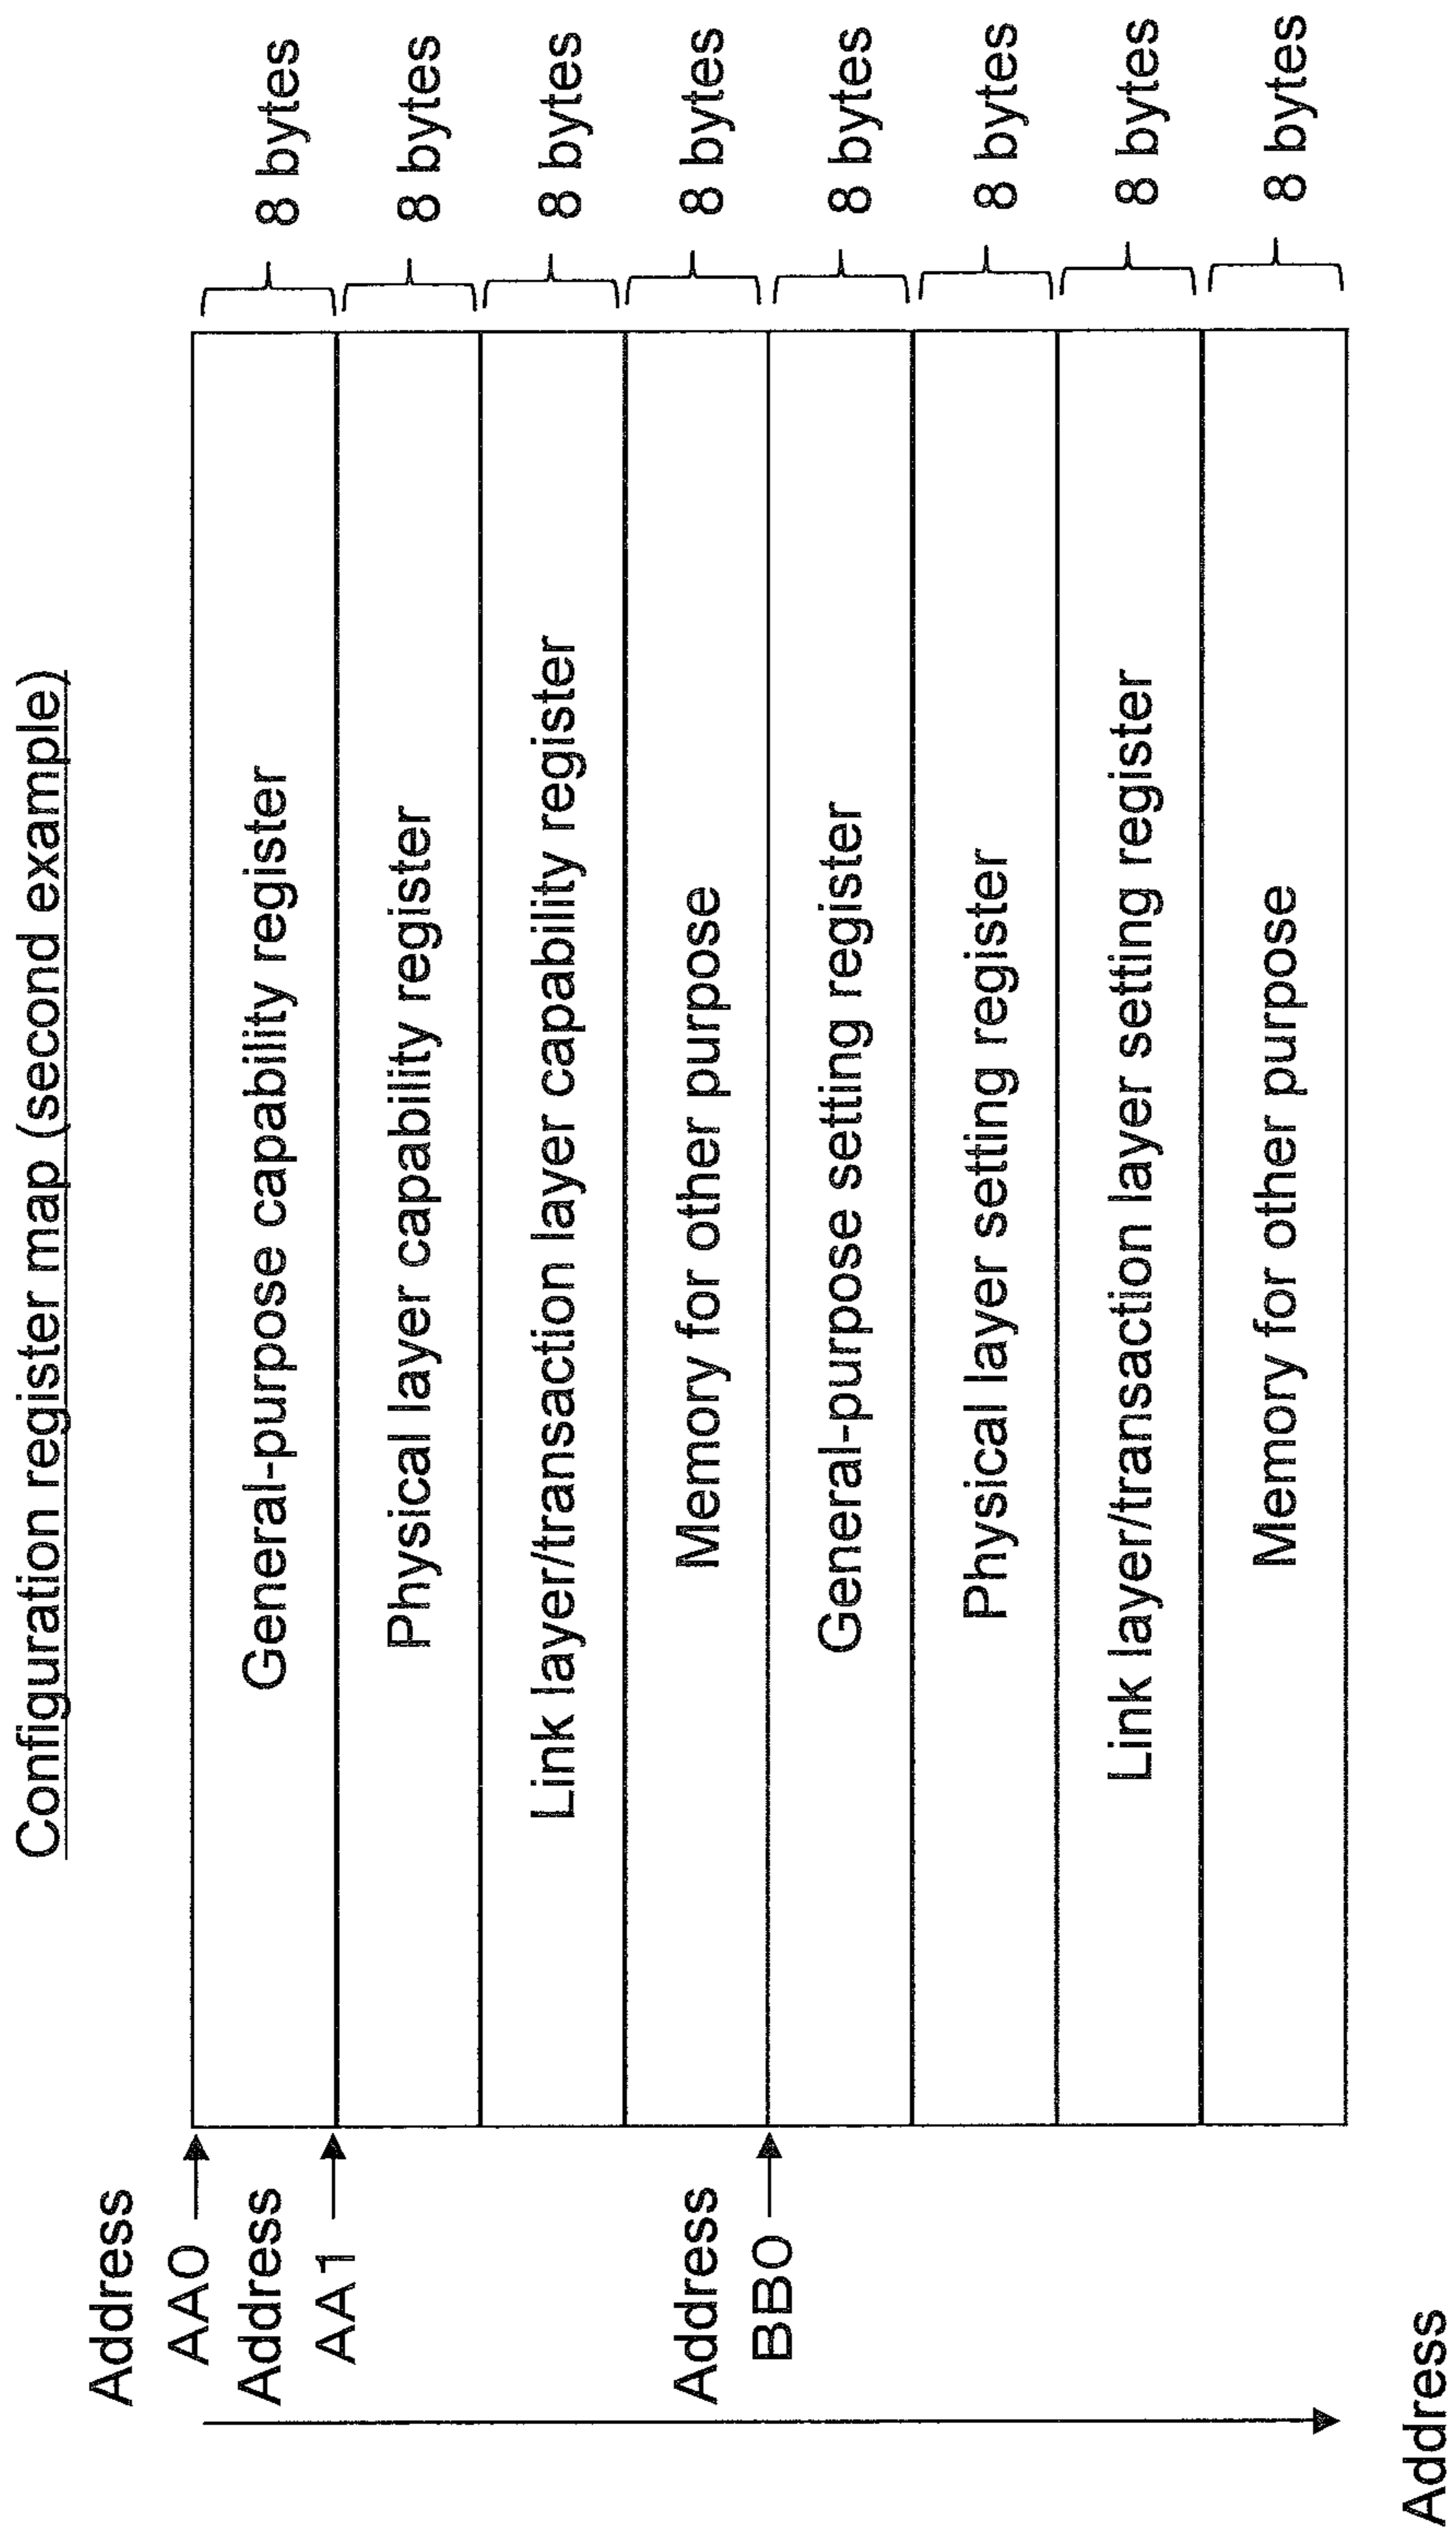 Configuration register map (second example)
Address
AA0
General-purpose capability register
8 bytes
Address
AA1
Physical layer capability register
8 bytes
Link layer/transaction layer capability register
8 bytes
Memory for other purpose
8 bytes
Address
BB0
General-purpose setting register
8 bytes
Physical layer setting register
8 bytes
Link layer/transaction layer setting register
8 bytes
Memory for other purpose
8 bytes
Address